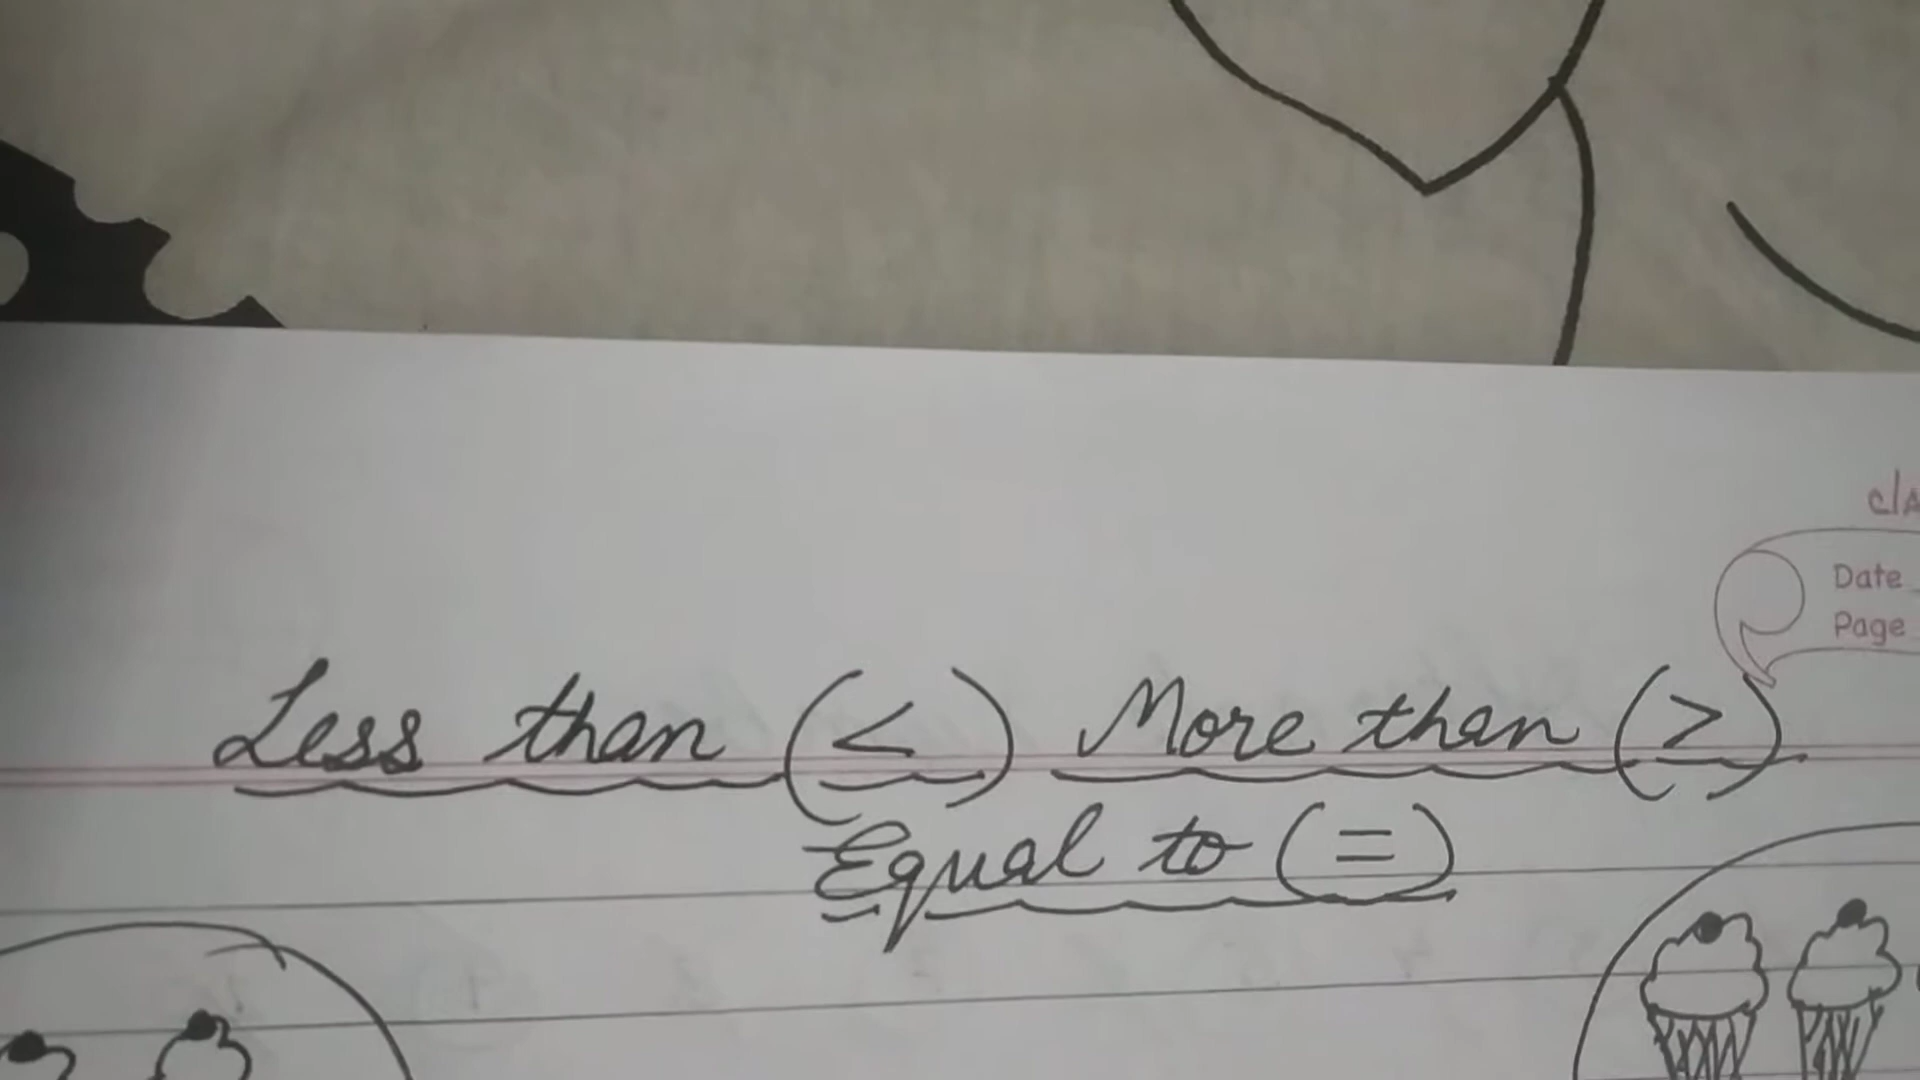 Date
Page
Less than (<) More than (>)
Equal to (=)